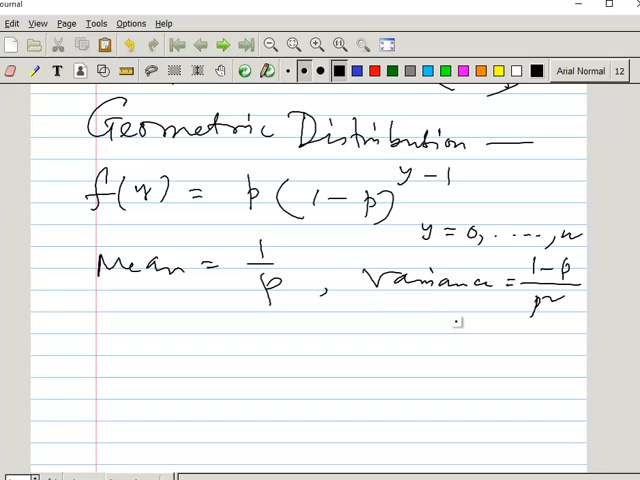 ournal
Edit View Page Tools Options Help
T Arial Normal 12
Geometric Distribution —
f(y) = p(1-p)^{y-1}
y = 0, ....., n
Mean = 1/p , Variance = (1-p)/p²